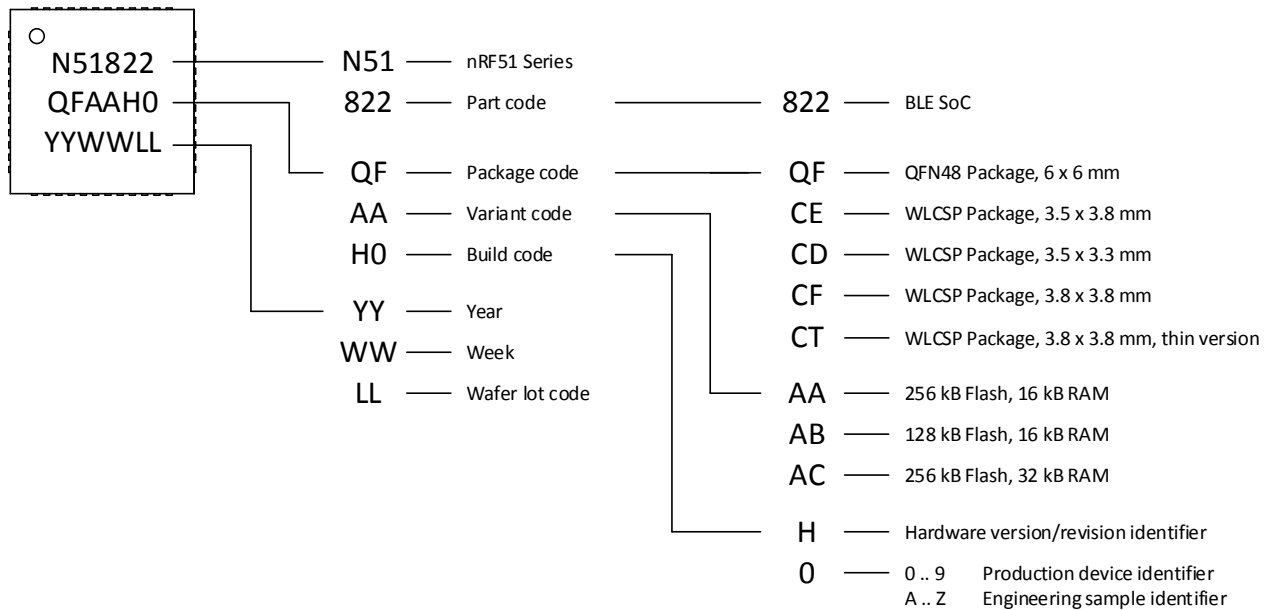 N51822 N51 nRF51 Series
QFAAH0 822 Part code 822 BLE SoC
YYWWLL
QF Package code QF QFN48 Package, 6 x 6 mm
AA Variant code CE WLCSP Package, 3.5 x 3.8 mm
H0 Build code CD WLCSP Package, 3.5 x 3.3 mm
YY Year CF WLCSP Package, 3.8 x 3.8 mm
WW Week CT WLCSP Package, 3.8 x 3.8 mm, thin version
LL Wafer lot code AA 256 kB Flash, 16 kB RAM
AB 128 kB Flash, 16 kB RAM
AC 256 kB Flash, 32 kB RAM
H Hardware version/revision identifier
0 0 .. 9 Production device identifier
A .. Z Engineering sample identifier